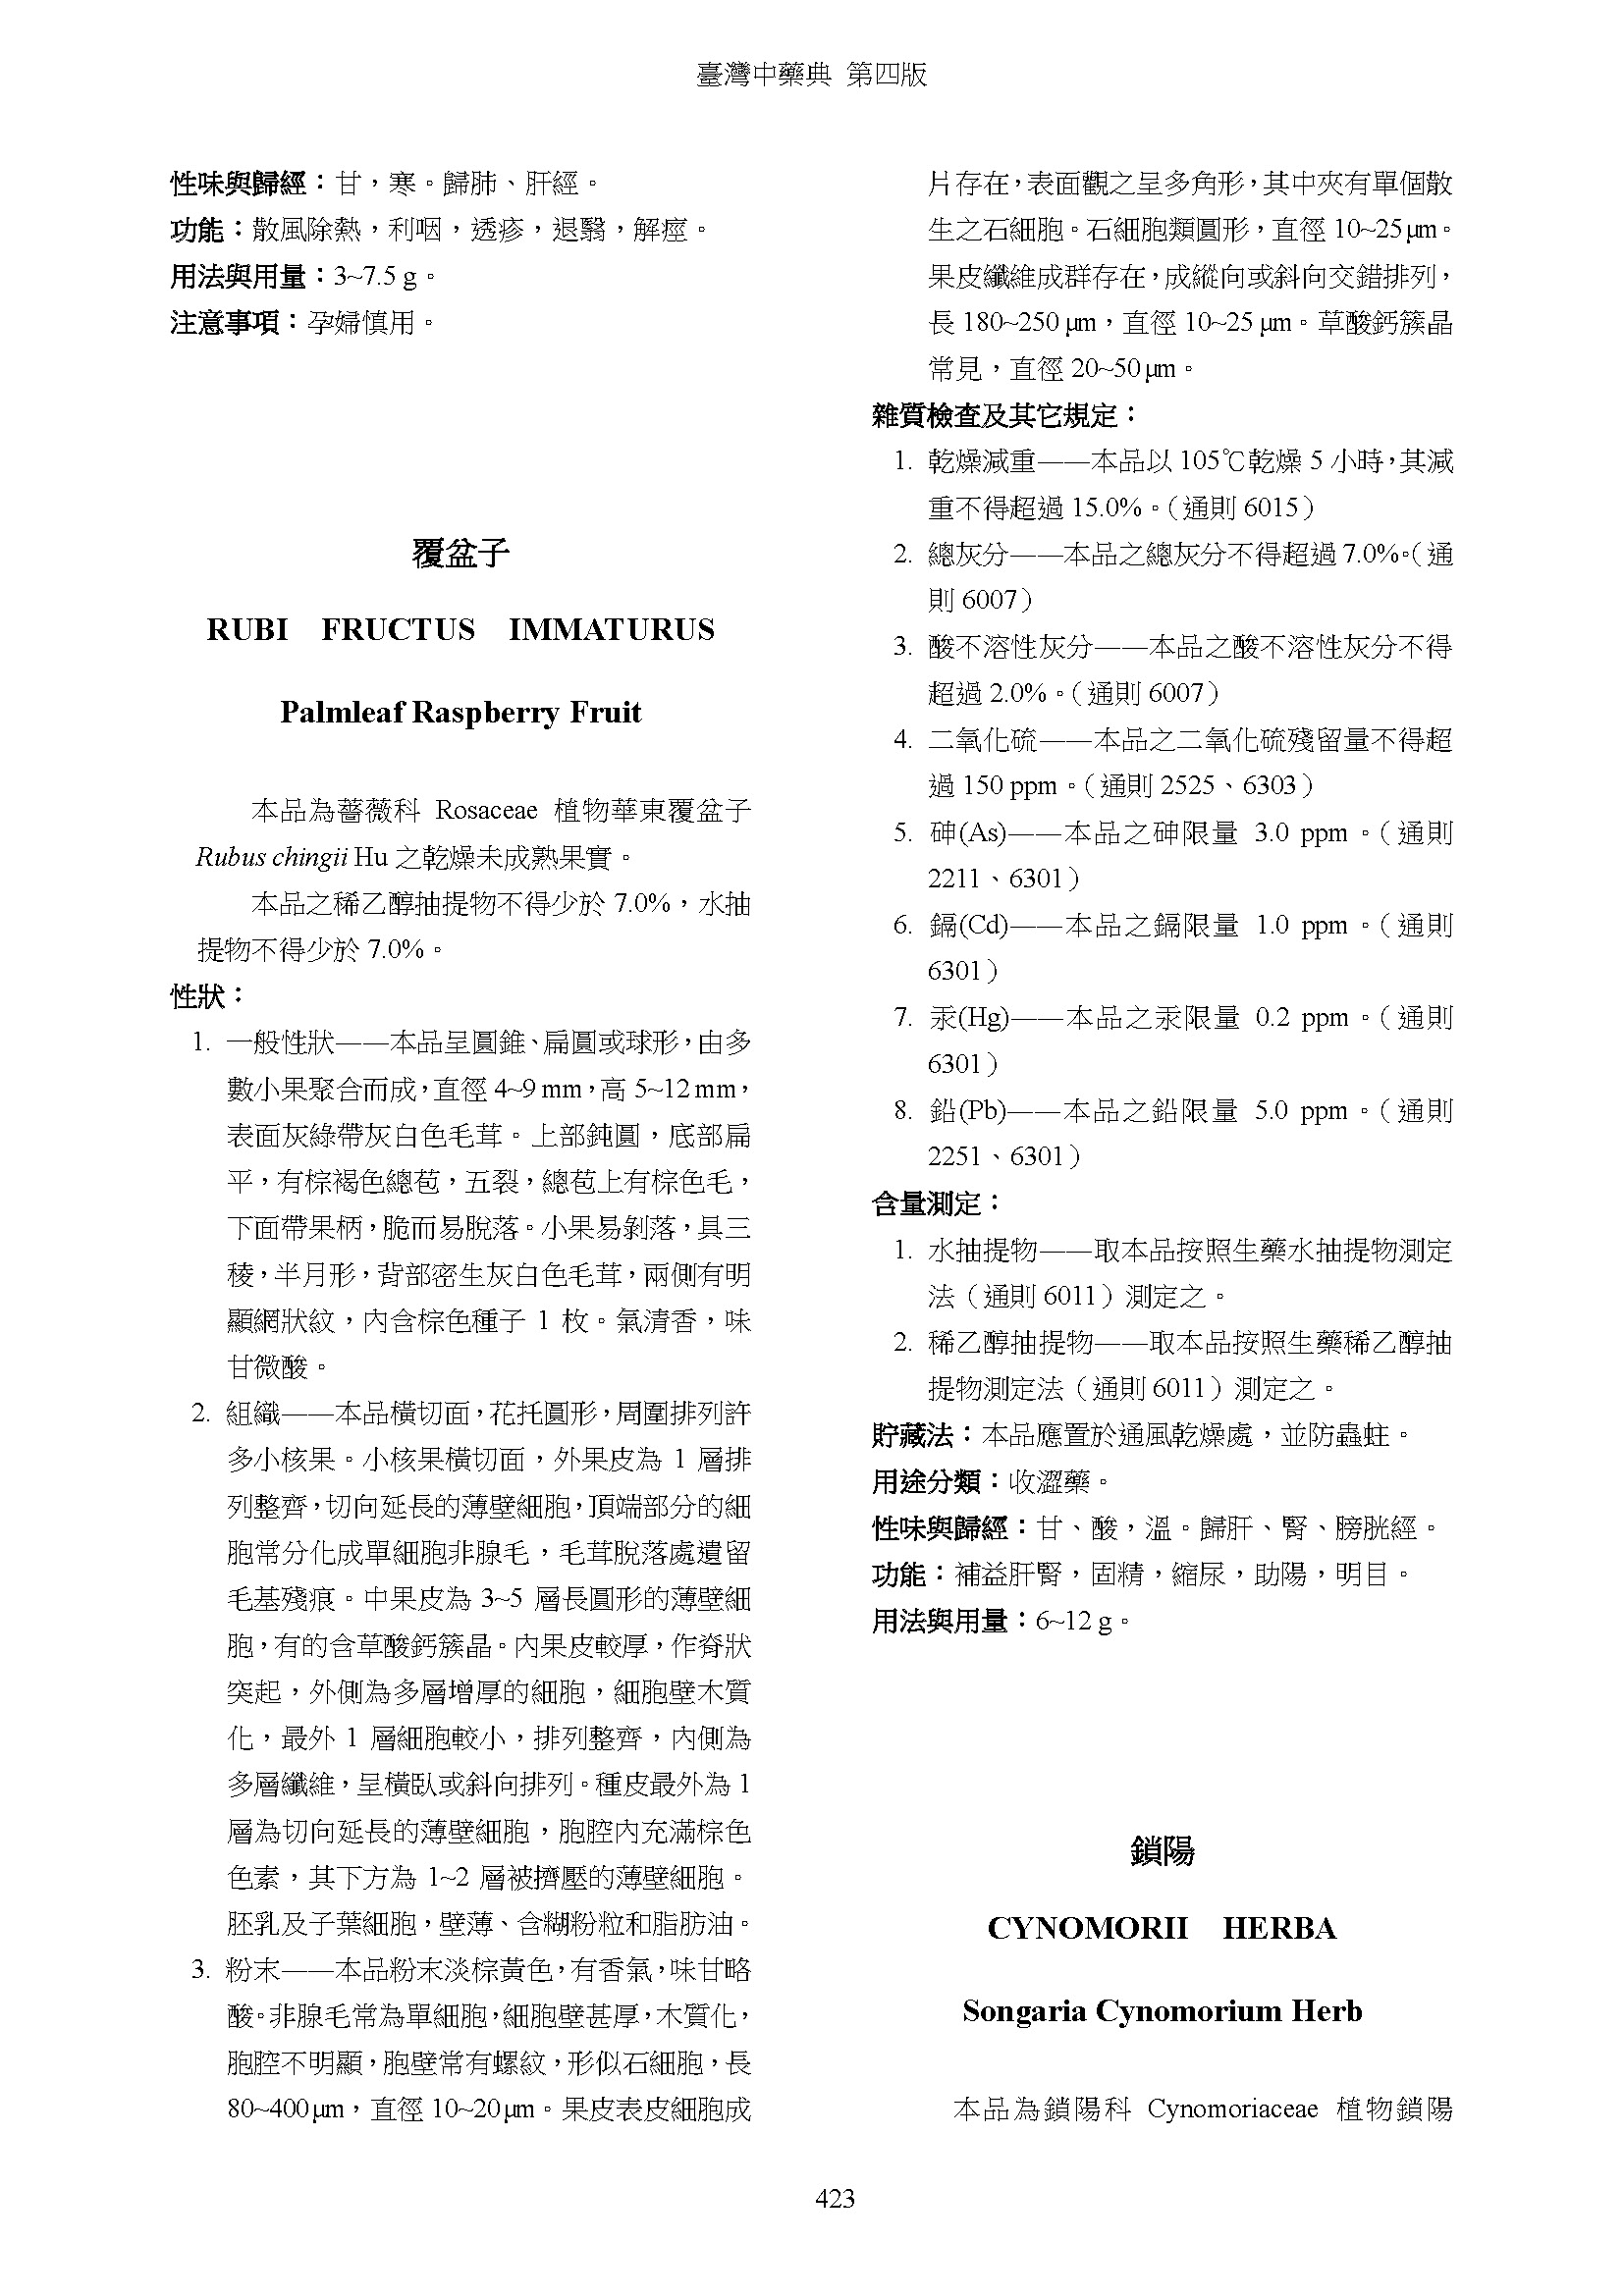 臺灣中藥典 第四版
性味與歸經：甘，寒。歸肺、肝經。
功能：散風除熱，利咽，透疹，退翳，解痙。
用法與用量：3~7.5 g。
注意事項：孕婦慎用。
覆盆子
RUBI FRUCTUS IMMATURUS
Palmleaf Raspberry Fruit
本品為薔薇科 Rosaceae 植物華東覆盆子
Rubus chingii Hu 之乾燥未成熟果實。
本品之稀乙醇抽提物不得少於 7.0%，水抽
提物不得少於 7.0%。
性狀：
1. 一般性狀——本品呈圓錐、扁圓或球形，由多
數小果聚合而成，直徑 4~9 mm，高 5~12 mm，
表面灰綠帶灰白色毛茸。上部鈍圓，底部扁
平，有棕褐色總苞，五裂，總苞上有棕色毛，
下面帶果柄，脆而易脫落。小果易剝落，具三
稜，半月形，背部密生灰白色毛茸，兩側有明
顯網狀紋，內含棕色種子 1 枚。氣清香，味
甘微酸。
2. 組織——本品橫切面，花托圓形，周圍排列許
多小核果。小核果橫切面，外果皮為 1 層排
列整齊，切向延長的薄壁細胞，頂端部分的細
胞常分化成單細胞非腺毛，毛茸脫落處遺留
毛基殘痕。中果皮為 3~5 層長圓形的薄壁細
胞，有的含草酸鈣簇晶。內果皮較厚，作脊狀
突起，外側為多層增厚的細胞，細胞壁木質
化，最外 1 層細胞較小，排列整齊，內側為
多層纖維，呈橫臥或斜向排列。種皮最外為 1
層為切向延長的薄壁細胞，胞腔內充滿棕色
色素，其下方為 1~2 層被擠壓的薄壁細胞。
胚乳及子葉細胞，壁薄、含糊粉粒和脂肪油。
3. 粉末——本品粉末淡棕黃色，有香氣，味甘略
酸。非腺毛常為單細胞，細胞壁甚厚，木質化，
胞腔不明顯，胞壁常有螺紋，形似石細胞，長
80~400 µm，直徑 10~20 µm。果皮表皮細胞成
片存在，表面觀之呈多角形，其中夾有單個散
生之石細胞。石細胞類圓形，直徑 10~25 µm。
果皮纖維成群存在，成縱向或斜向交錯排列，
長 180~250 µm，直徑 10~25 µm。草酸鈣簇晶
常見，直徑 20~50 µm。
雜質檢查及其它規定：
1. 乾燥減重——本品以 105℃乾燥 5 小時，其減
重不得超過 15.0%。（通則 6015）
2. 總灰分——本品之總灰分不得超過 7.0%。（通
則 6007）
3. 酸不溶性灰分——本品之酸不溶性灰分不得
超過 2.0%。（通則 6007）
4. 二氧化硫——本品之二氧化硫殘留量不得超
過 150 ppm。（通則 2525、6303）
5. 砷(As)——本品之砷限量 3.0 ppm。（通則
2211、6301）
6. 鎘(Cd)——本品之鎘限量 1.0 ppm。（通則
6301）
7. 汞(Hg)——本品之汞限量 0.2 ppm。（通則
6301）
8. 鉛(Pb)——本品之鉛限量 5.0 ppm。（通則
2251、6301）
含量測定：
1. 水抽提物——取本品按照生藥水抽提物測定
法（通則 6011）測定之。
2. 稀乙醇抽提物——取本品按照生藥稀乙醇抽
提物測定法（通則 6011）測定之。
貯藏法：本品應置於通風乾燥處，並防蟲蛀。
用途分類：收澀藥。
性味與歸經：甘、酸，溫。歸肝、腎、膀胱經。
功能：補益肝腎，固精，縮尿，助陽，明目。
用法與用量：6~12 g。
鎖陽
CYNOMORII HERBA
Songaria Cynomorium Herb
本品為鎖陽科 Cynomoriaceae 植物鎖陽
423